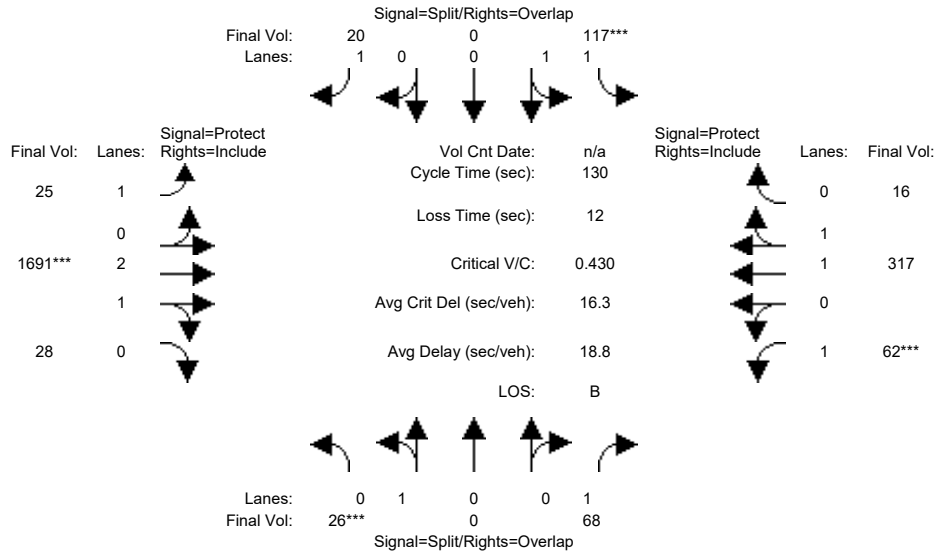 Signal=Split/Rights=Overlap
Final Vol: 20 0 117***
Lanes: 1 0 0 1 1
Signal=Protect
Final Vol: Lanes: Rights=Include
Vol Cnt Date: n/a
Signal=Protect
Rights=Include Lanes: Final Vol:
Cycle Time (sec): 130
25 1
0 16
Loss Time (sec): 12
0
1
1691*** 2
Critical V/C: 0.430
1 317
1
Avg Crit Del (sec/veh): 16.3
0
28 0
Avg Delay (sec/veh): 18.8
1 62***
LOS: B
Lanes: 0 1 0 0 1
Final Vol: 26*** 0 68
Signal=Split/Rights=Overlap